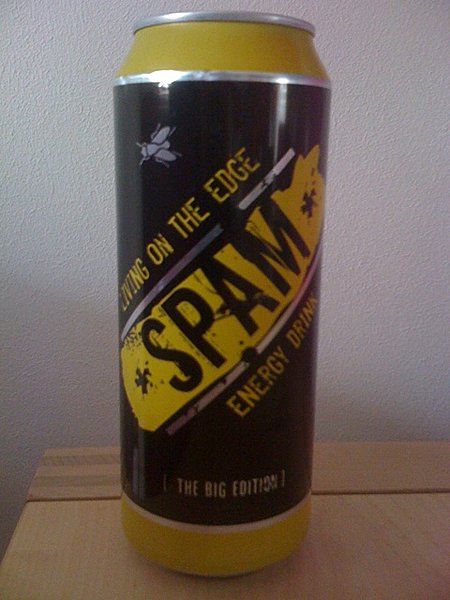 LIVING ON THE EDGE
*SPAM*
ENERGY DRINK
[ THE BIG EDITION ]